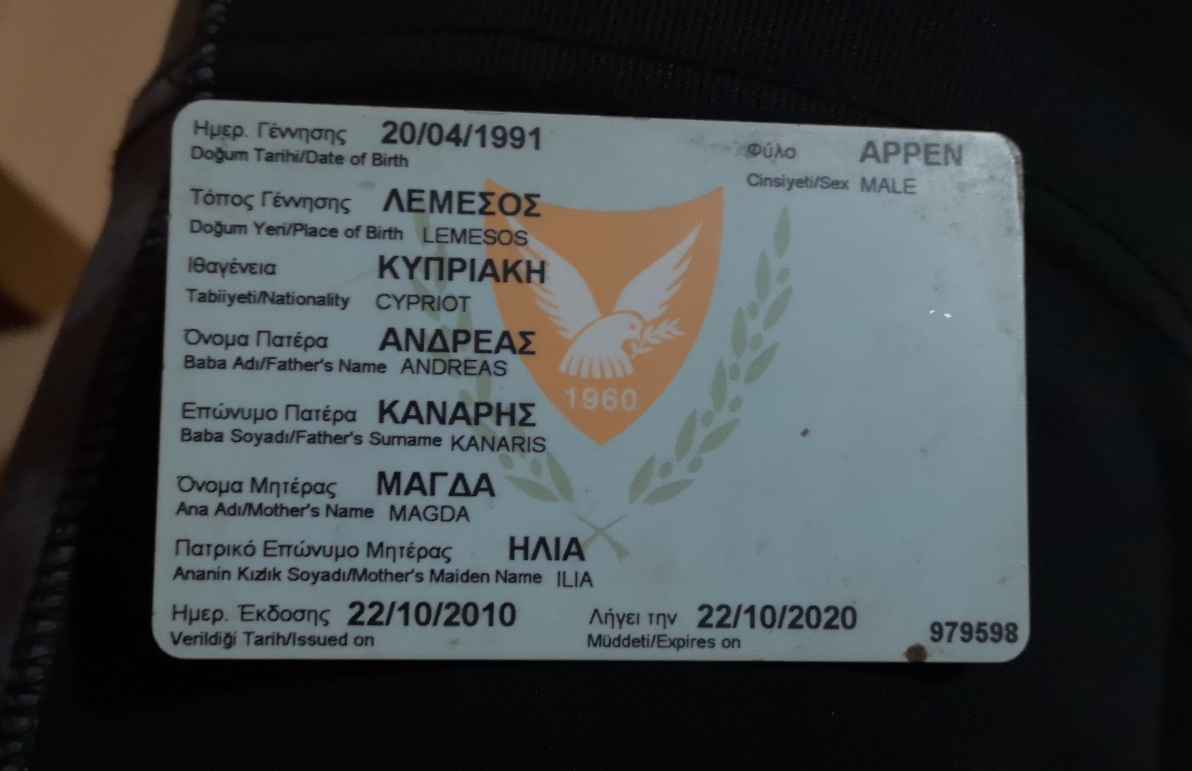 Ημερ. Γέννησης 20/04/1991
Doğum Tarihi/Date of Birth
Φύλο ΑΡΡΕΝ
Cinsiyeti/Sex MALE
Τόπος Γέννησης ΛΕΜΕΣΟΣ
Doğum Yeri/Place of Birth LEMESOS
Ιθαγένεια ΚΥΠΡΙΑΚΗ
Tabiiyeti/Nationality CYPRIOT
Όνομα Πατέρα ΑΝΔΡΕΑΣ
Baba Adı/Father's Name ANDREAS
1960
Επώνυμο Πατέρα ΚΑΝΑΡΗΣ
Baba Soyadı/Father's Surname KANARIS
Όνομα Μητέρας ΜΑΓΔΑ
Ana Adı/Mother's Name MAGDA
Πατρικό Επώνυμο Μητέρας ΗΛΙΑ
Ananin Kızlık Soyadı/Mother's Maiden Name ILIA
Ημερ. Έκδοσης 22/10/2010
Verildiği Tarih/Issued on
Λήγει την 22/10/2020
Müddeti/Expires on
979598